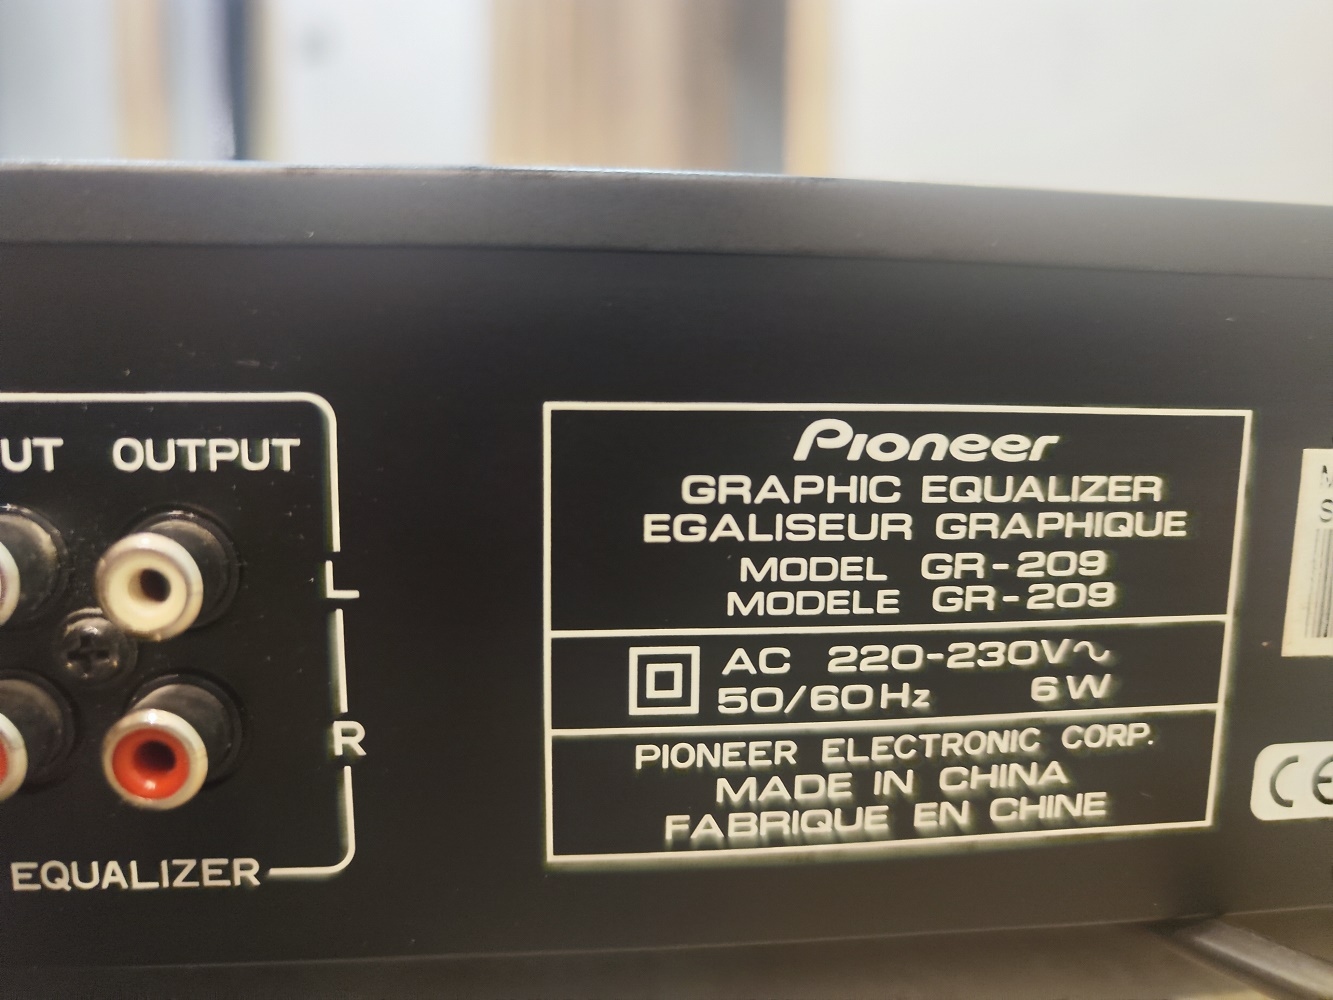 OUTPUT
L
R
EQUALIZER
Pioneer
GRAPHIC EQUALIZER
EGALISEUR GRAPHIQUE
MODEL GR-209
MODELE GR-209
AC 220-230V~
50/60Hz 6W
PIONEER ELECTRONIC CORP.
MADE IN CHINA
FABRIQUE EN CHINE
CE